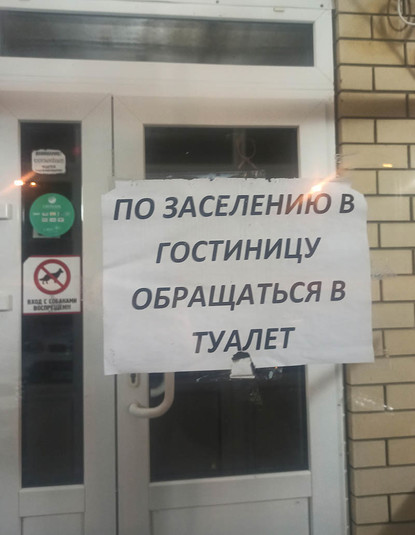 ПО ЗАСЕЛЕНИЮ В
ГОСТИНИЦУ
ОБРАЩАТЬСЯ В
ТУАЛЕТ
ВХОД С СОБАКАМИ
ВОСПРЕЩЕН!